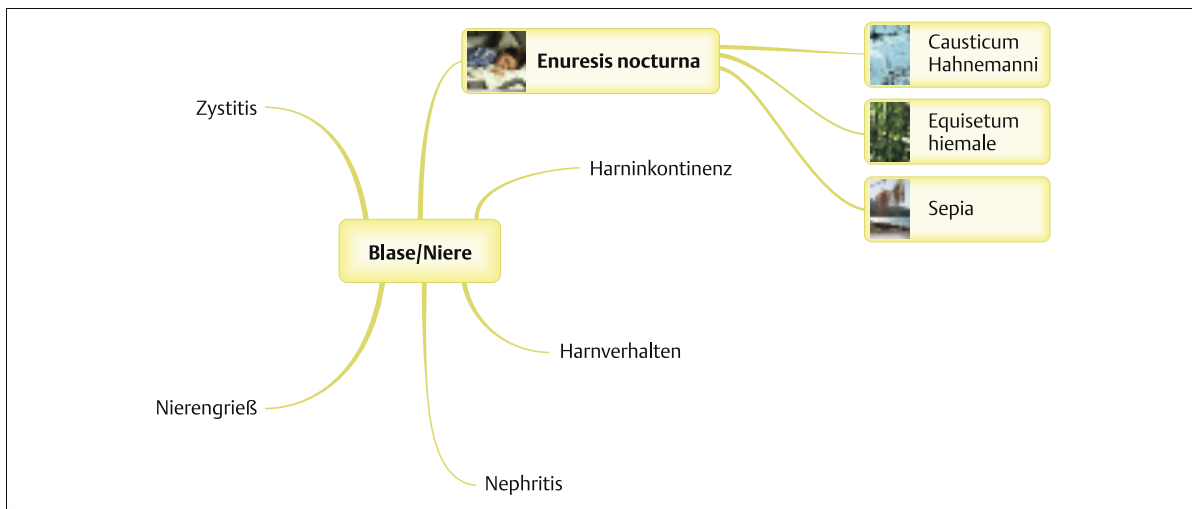 Enuresis nocturna
Causticum
Hahnemanni
Equisetum
hiemale
Sepia
Zystitis
Harninkontinenz
Blase/Niere
Harnverhalten
Nierengrieß
Nephritis